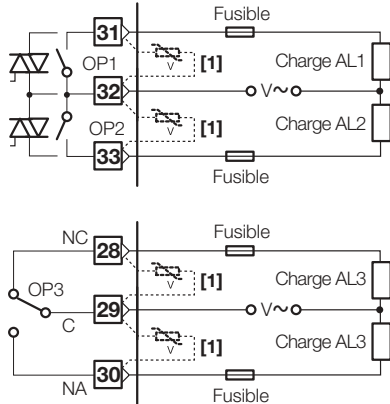 Fusible
31
V
[1]
Charge AL1
OP1
32
V~
V
[1]
Charge AL2
OP2
33
Fusible
Fusible
NC
28
V
[1]
Charge AL3
OP3
29
C
V~
V
[1]
Charge AL3
30
NA
Fusible